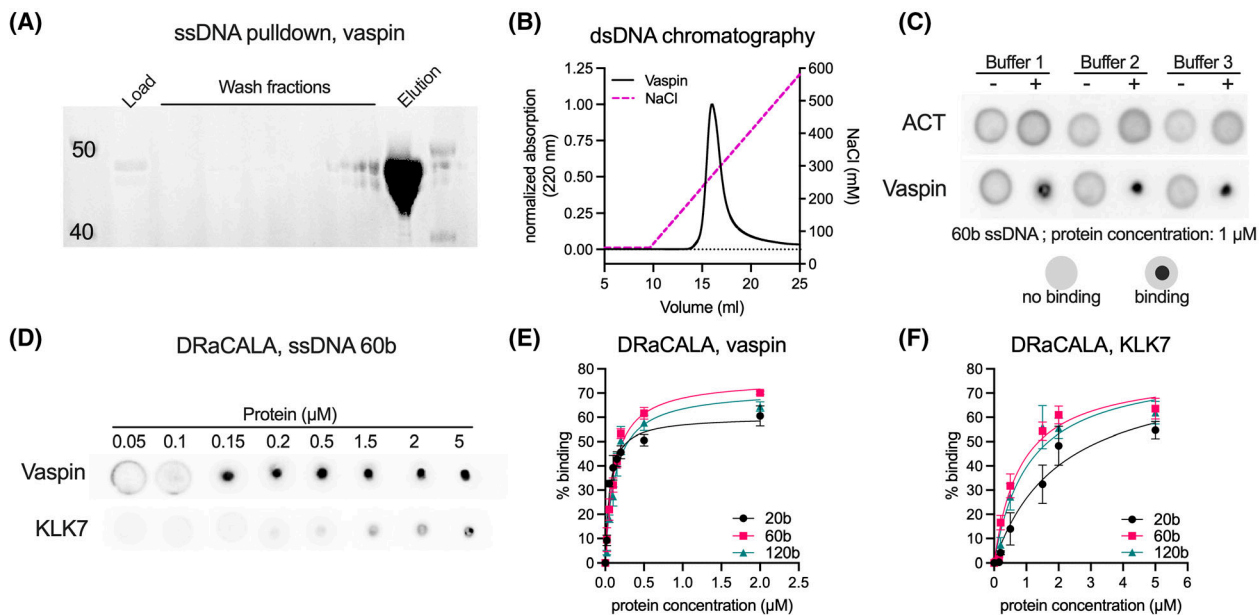 (A)
ssDNA pulldown, vaspin
Load
Wash fractions
Elution
50
40
(B)
dsDNA chromatography
1.25
1.00
0.75
0.50
0.25
0.00
normalized absorption
(220 nm)
Vaspin
NaCl
600
500
400
300
200
100
0
NaCl (mM)
5
10
15
20
25
Volume (ml)
(C)
Buffer 1
Buffer 2
Buffer 3
- + - + - +
ACT
Vaspin
60b ssDNA ; protein concentration: 1 µM
no binding
binding
(D)
DRaCALA, ssDNA 60b
Protein (µM)
0.05 0.1 0.15 0.2 0.5 1.5 2 5
Vaspin
KLK7
(E)
DRaCALA, vaspin
80
70
60
50
40
30
20
10
0
% binding
20b
60b
120b
0.0 0.5 1.0 1.5 2.0 2.5
protein concentration (µM)
(F)
DRaCALA, KLK7
80
70
60
50
40
30
20
10
0
% binding
20b
60b
120b
0 1 2 3 4 5 6
protein concentration (µM)